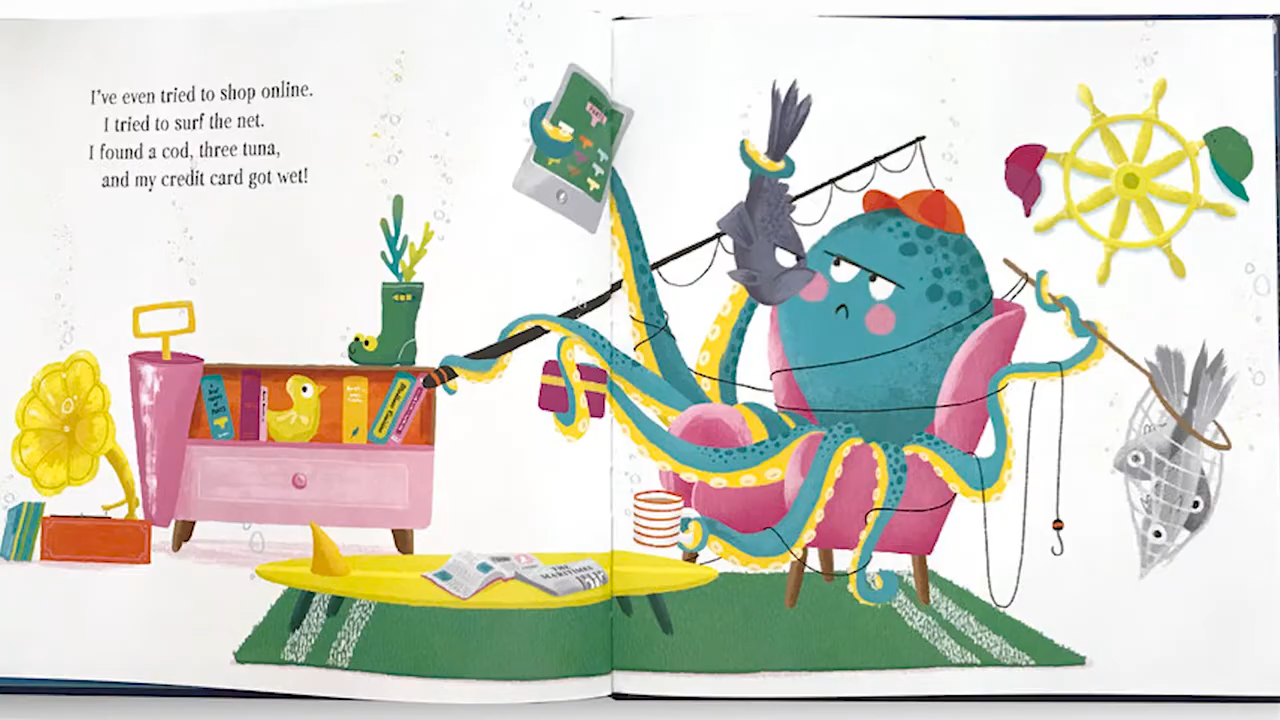 I've even tried to shop online.
I tried to surf the net.
I found a cod, three tuna,
and my credit card got wet!
PANTS
THE
MARITIMES